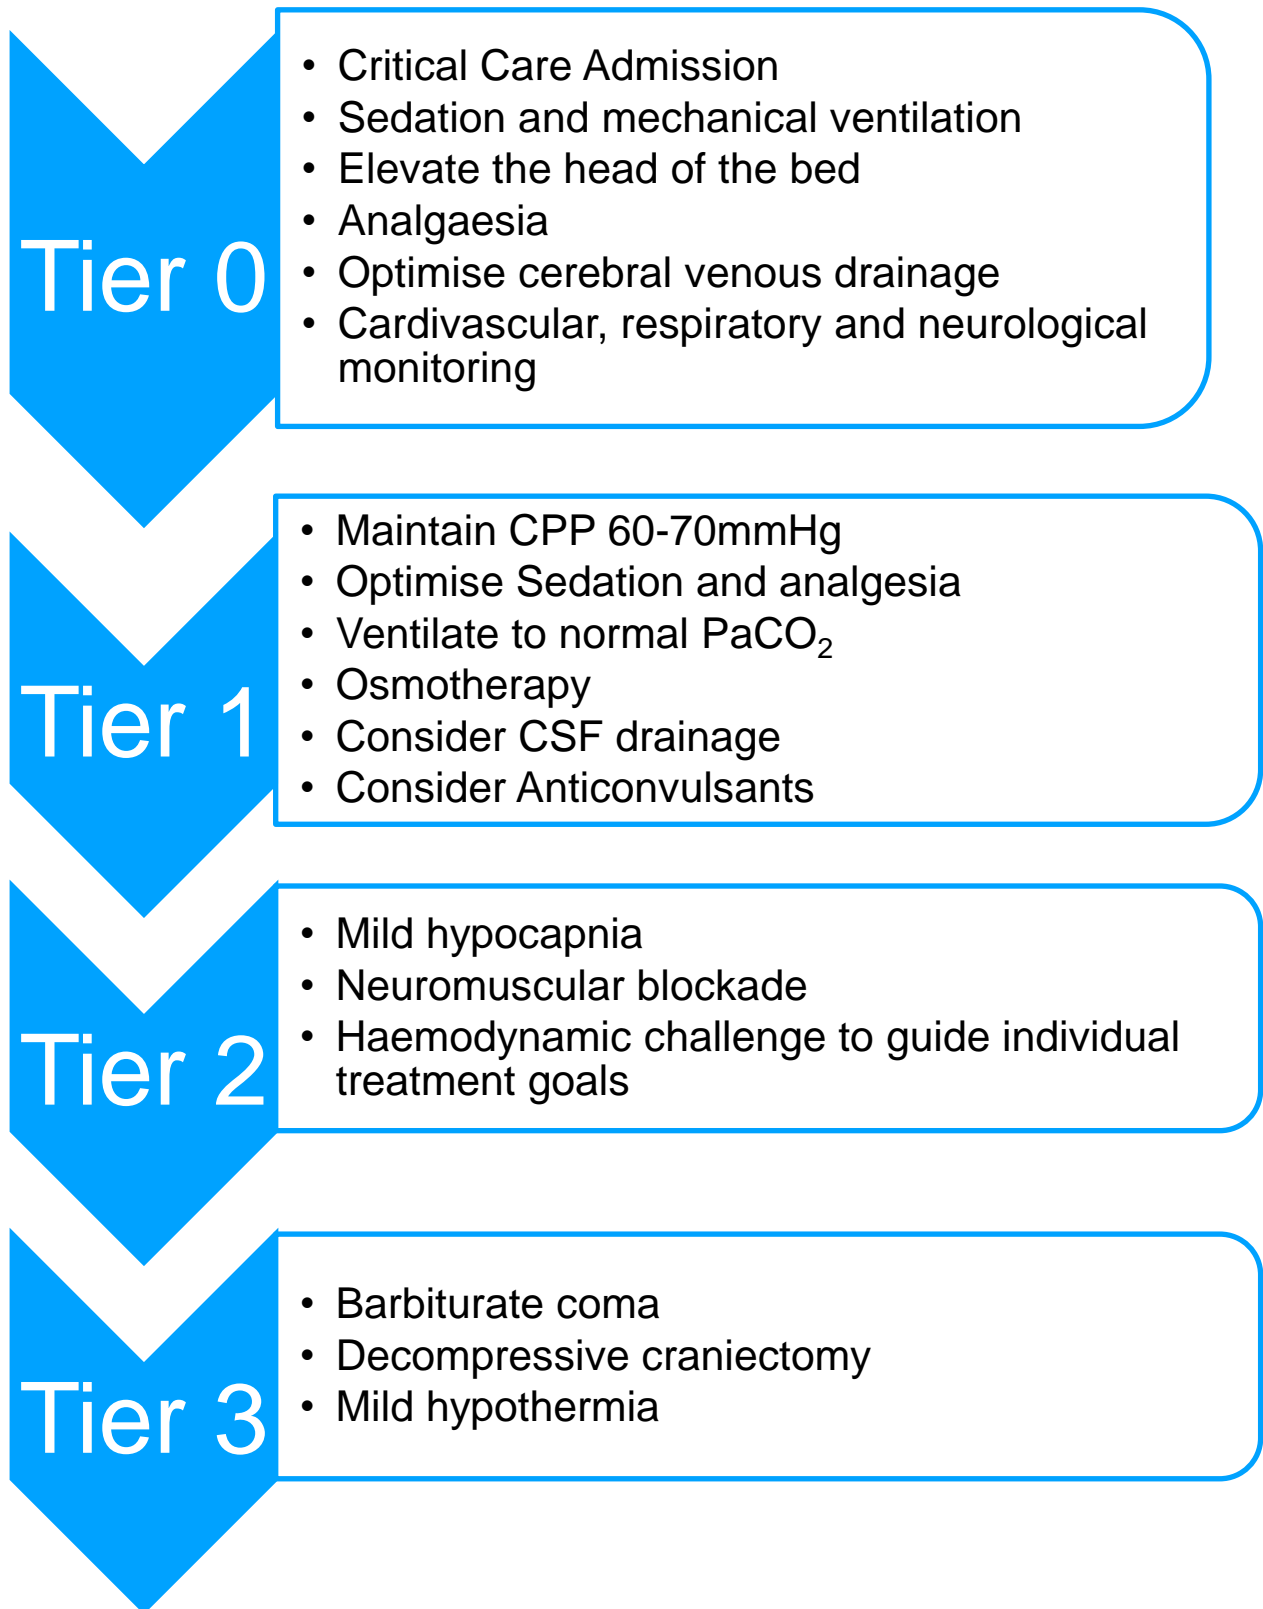 Tier 0
• Critical Care Admission
• Sedation and mechanical ventilation
• Elevate the head of the bed
• Analgaesia
• Optimise cerebral venous drainage
• Cardivascular, respiratory and neurological
monitoring
Tier 1
• Maintain CPP 60-70mmHg
• Optimise Sedation and analgesia
• Ventilate to normal PaCO₂
• Osmotherapy
• Consider CSF drainage
• Consider Anticonvulsants
Tier 2
• Mild hypocapnia
• Neuromuscular blockade
• Haemodynamic challenge to guide individual
treatment goals
Tier 3
• Barbiturate coma
• Decompressive craniectomy
• Mild hypothermia